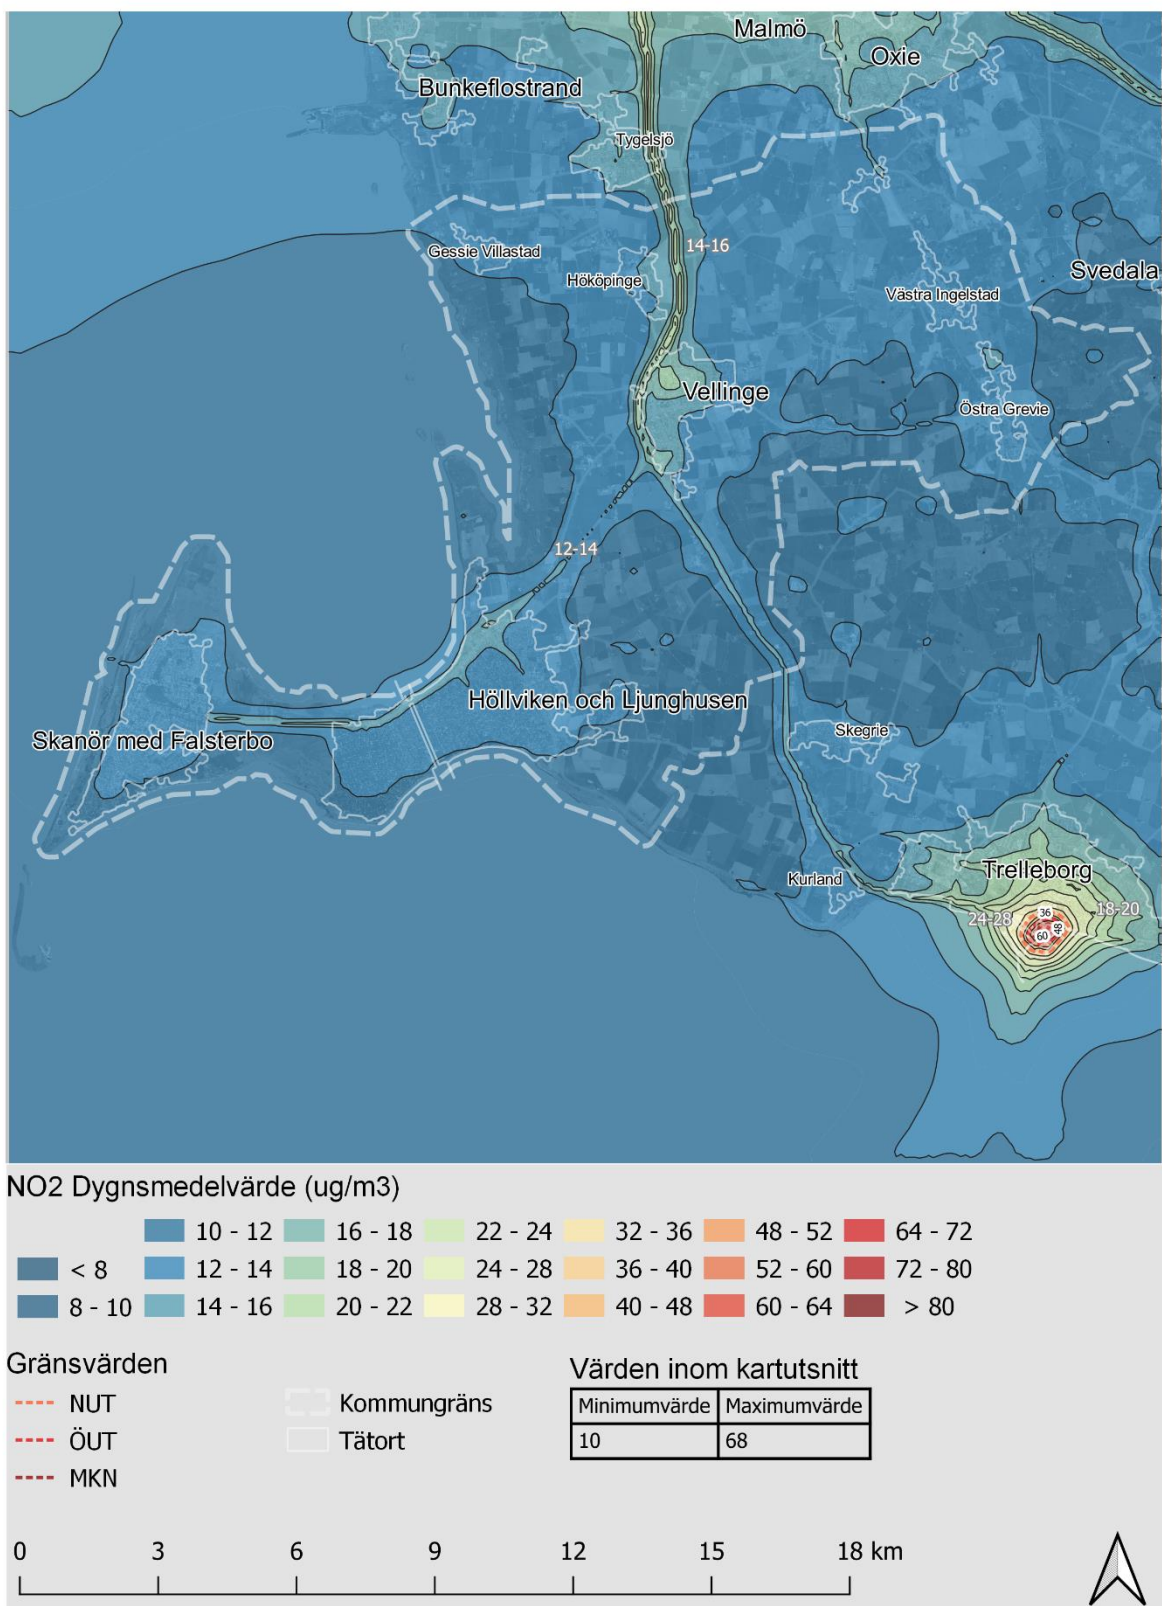 Malmö
Oxie
Bunkeflostrand
Tygelsjö
14-16
Gessie Villastad
Svedala
Hököpinge
Västra Ingelstad
Vellinge
Östra Grevie
12-14
Höllviken och Ljunghusen
Skanör med Falsterbo
Skegrie
Trelleborg
Kurland
24-28
36
18-20
48
60
NO2 Dygnsmedelvärde (ug/m3)
10 - 12 16 - 18 22 - 24 32 - 36 48 - 52 64 - 72
< 8 12 - 14 18 - 20 24 - 28 36 - 40 52 - 60 72 - 80
8 - 10 14 - 16 20 - 22 28 - 32 40 - 48 60 - 64 > 80
Gränsvärden
Värden inom kartutsnitt
NUT Kommungräns Minimumvärde Maximumvärde
ÖUT Tätort 10 68
MKN
0 3 6 9 12 15 18 km